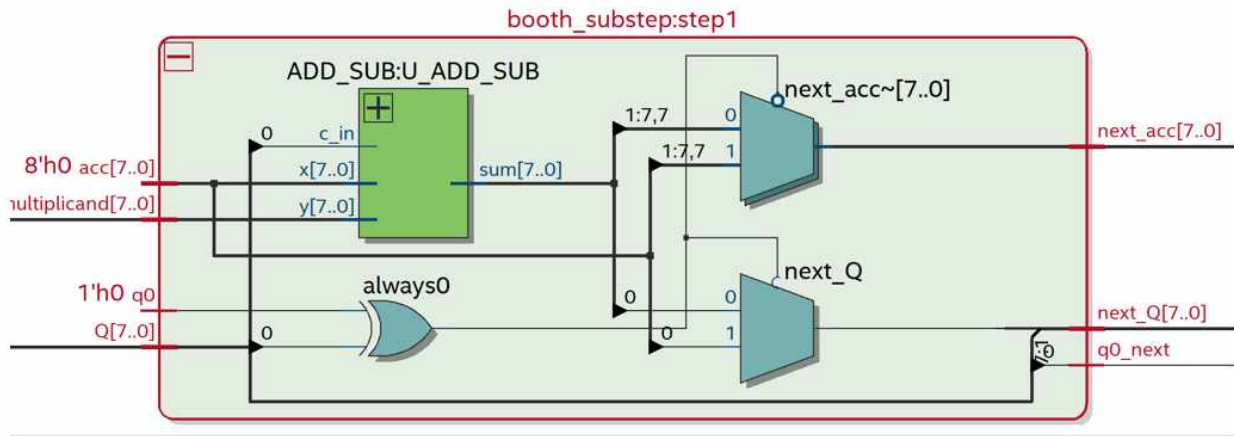 booth_substep:step1
ADD_SUB:U_ADD_SUB
next_acc~[7..0]
0
c_in
1:7,7
0
next_acc[7..0]
1:7,7
1
8'h0 acc[7..0]
x[7..0]
sum[7..0]
ultiplicand[7..0]
y[7..0]
always0
next_Q
1'h0 q0
0
0
next_Q[7..0]
Q[7..0]
0
0
1
q0_next